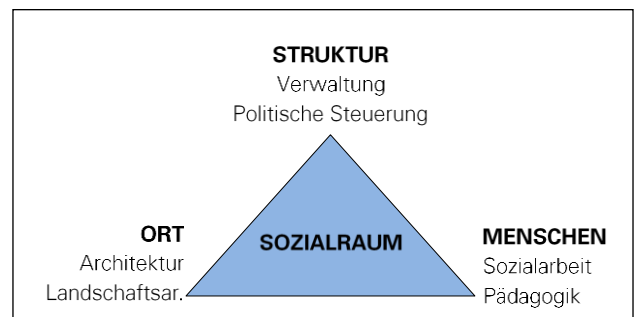 STRUKTUR
Verwaltung
Politische Steuerung
ORT
Architektur
Landschaftsar.
SOZIALRAUM
MENSCHEN
Sozialarbeit
Pädagogik